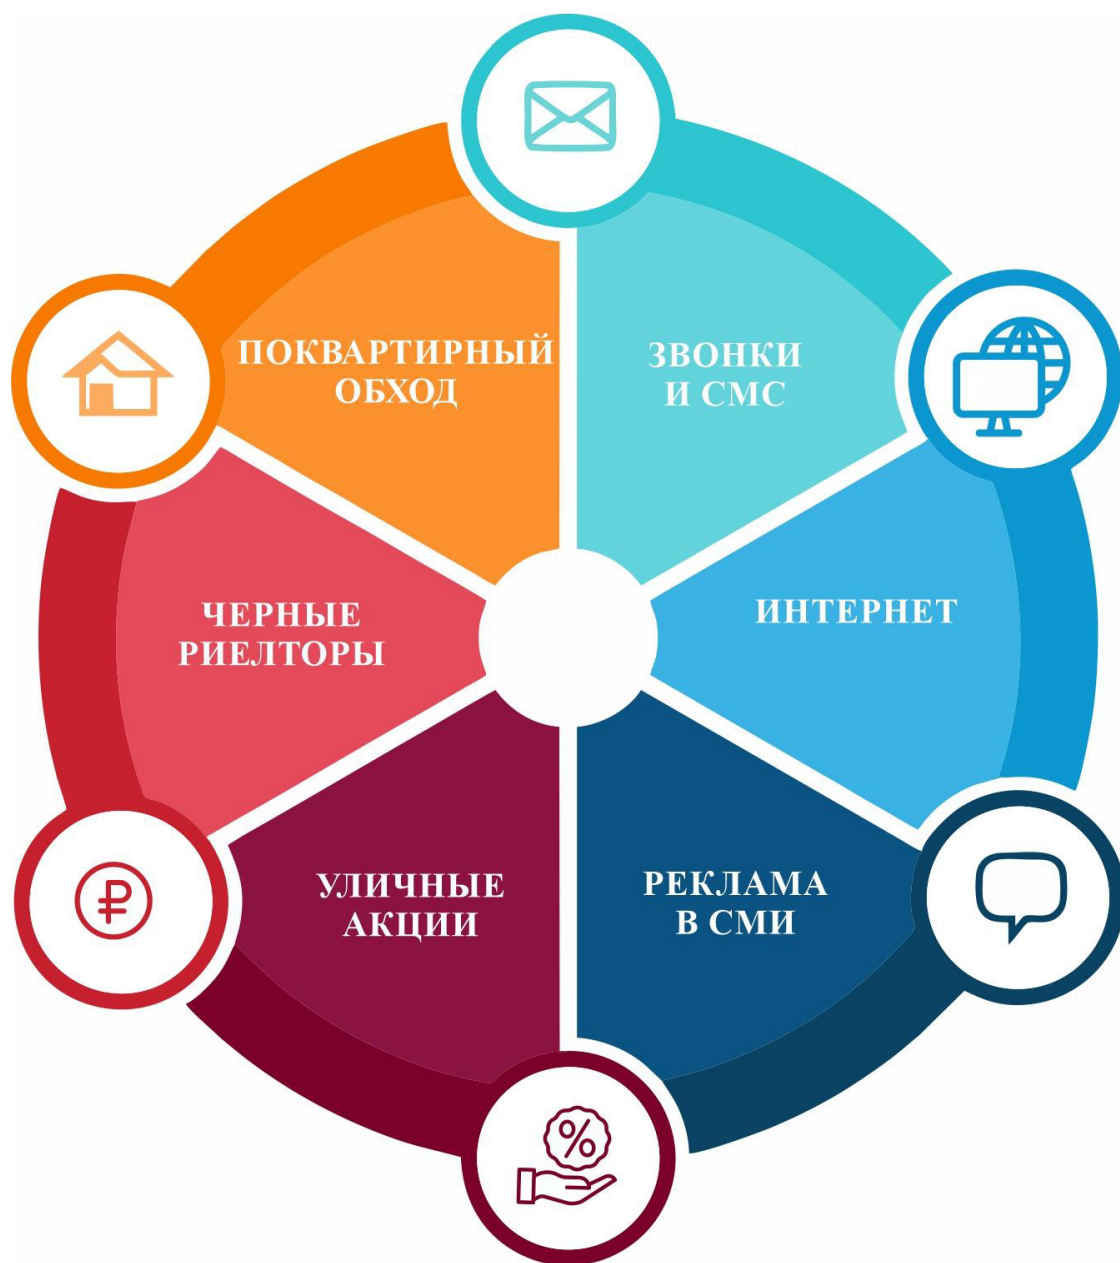 ПОКВАРТИРНЫЙ
ОБХОД
ЗВОНКИ
И СМС
ЧЕРНЫЕ
РИЕЛТОРЫ
ИНТЕРНЕТ
УЛИЧНЫЕ
АКЦИИ
РЕКЛАМА
В СМИ